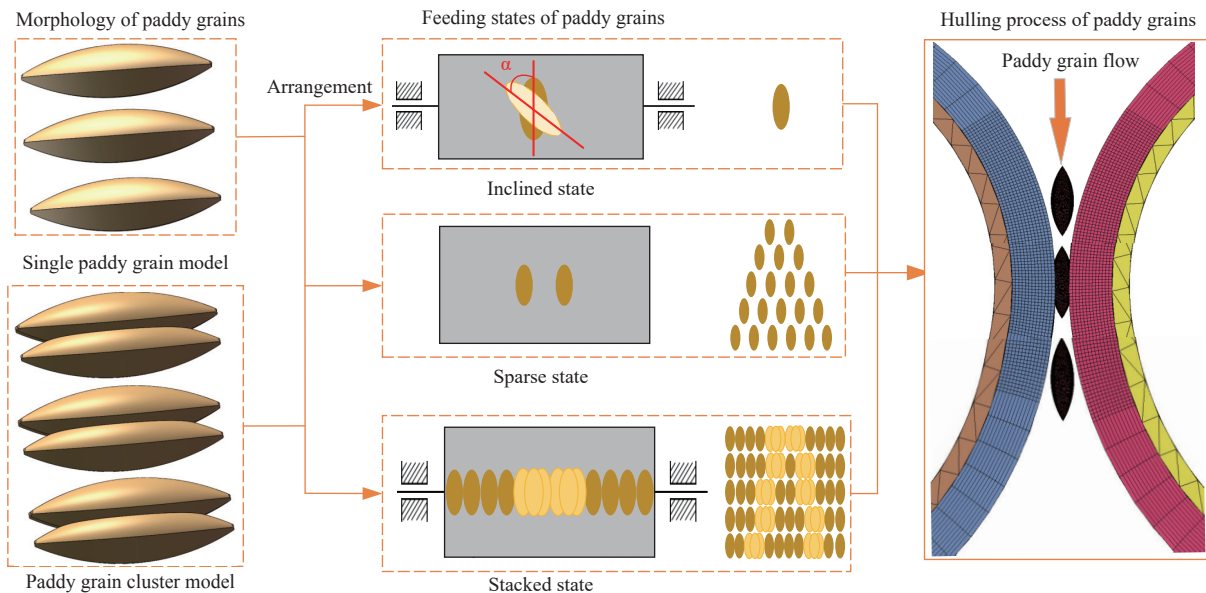 Morphology of paddy grains
Single paddy grain model
Paddy grain cluster model
Arrangement
Feeding states of paddy grains
α
Inclined state
Sparse state
Stacked state
Hulling process of paddy grains
Paddy grain flow